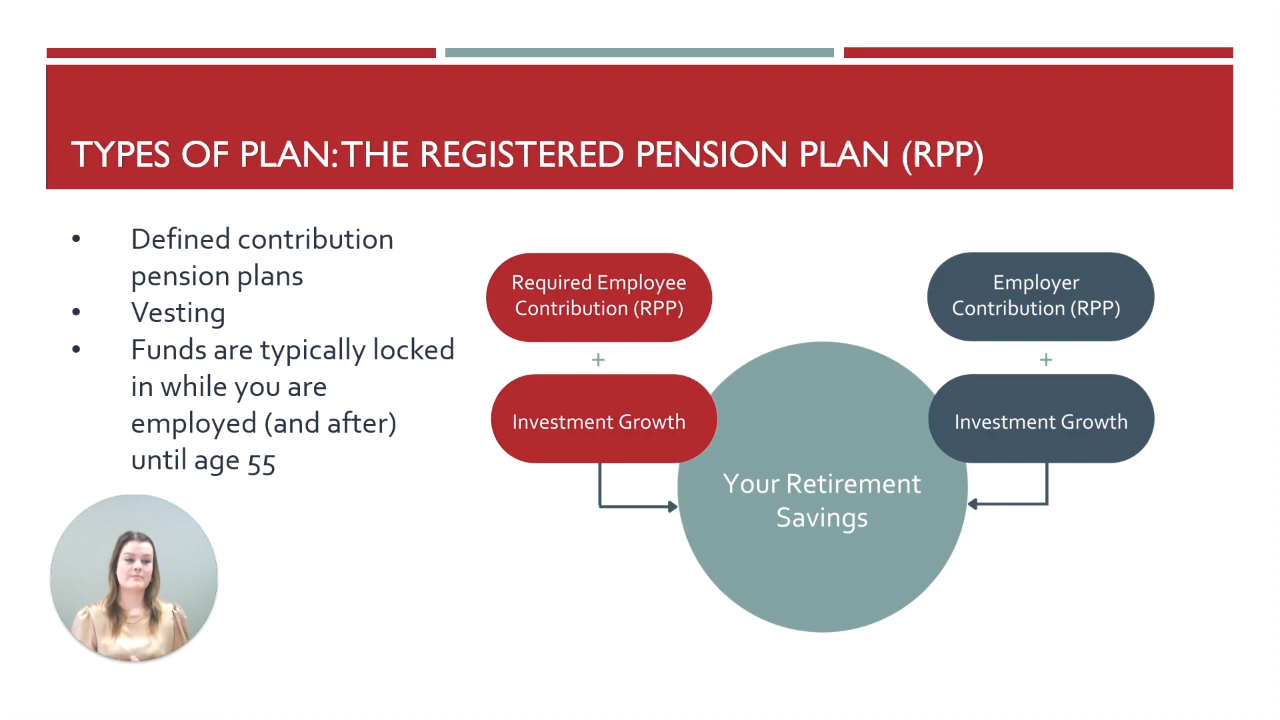 TYPES OF PLAN: THE REGISTERED PENSION PLAN (RPP)
• Defined contribution
pension plans
• Vesting
• Funds are typically locked
in while you are
employed (and after)
until age 55
Required Employee
Contribution (RPP)
+
Investment Growth
Employer
Contribution (RPP)
+
Investment Growth
Your Retirement
Savings